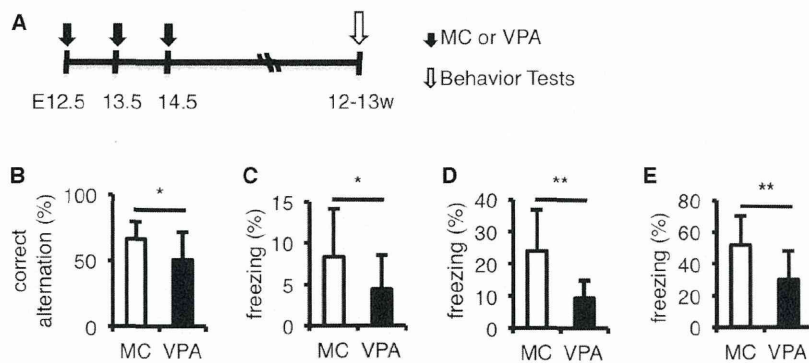 A
MC or VPA
Behavior Tests
E12.5 13.5 14.5 12-13w
B C D E
correct alternation (%)
100
50
0
*
MC VPA
freezing (%)
15
10
5
0
*
MC VPA
freezing (%)
40
30
20
10
0
**
MC VPA
freezing (%)
80
60
40
20
0
**
MC VPA